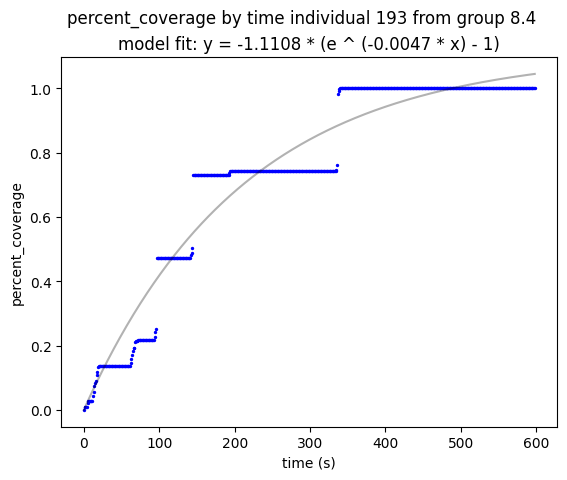 percent_coverage by time individual 193 from group 8.4
model fit: y = -1.1108 * (e ^ (-0.0047 * x) - 1)
1.0
0.8
0.6
0.4
0.2
0.0
percent_coverage
0 100 200 300 400 500 600
time (s)